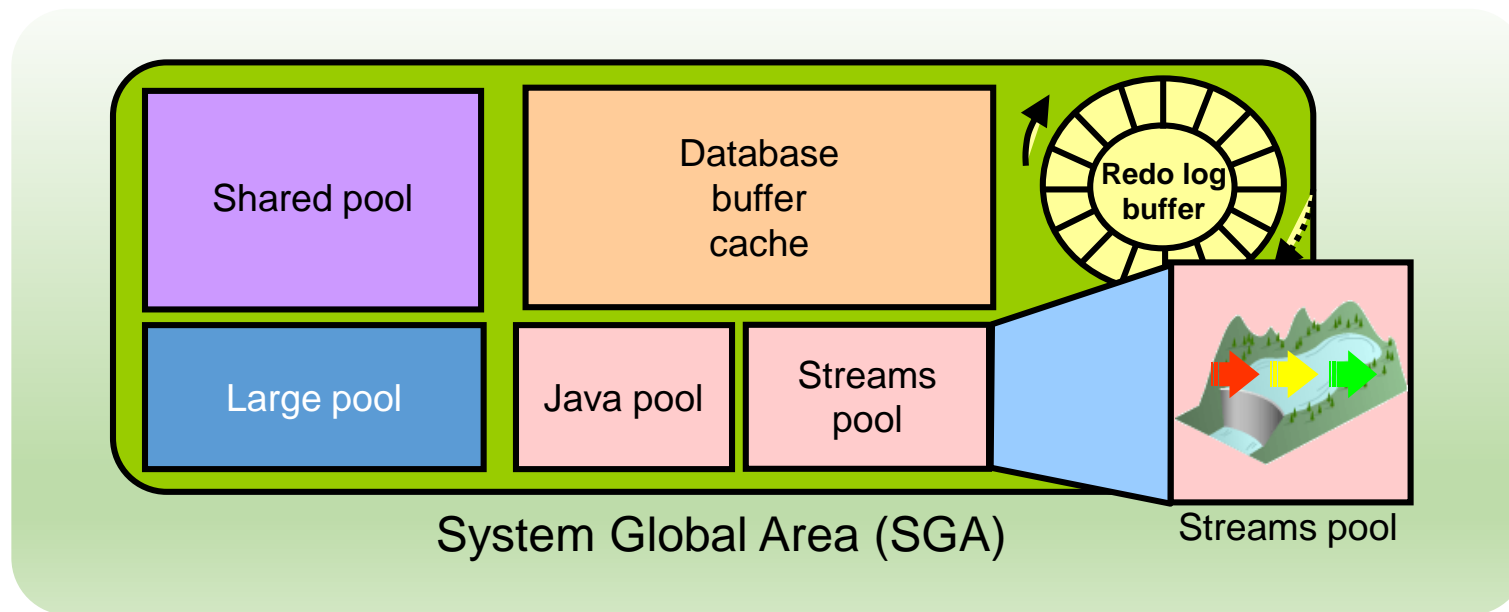 Shared pool
Database
buffer
cache
Redo log
buffer
Large pool
Java pool
Streams
pool
System Global Area (SGA)
Streams pool